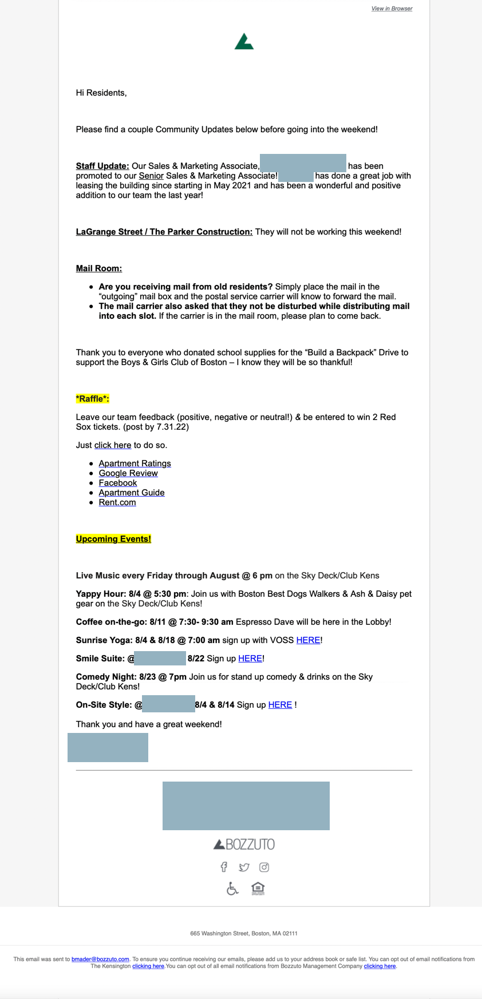 View in Browser
Hi Residents,
Please find a couple Community Updates below before going into the weekend!
Staff Update: Our Sales & Marketing Associate, has been
promoted to our Senior Sales & Marketing Associate! has done a great job with
leasing the building since starting in May 2021 and has been a wonderful and positive
addition to our team the last year!
LaGrange Street / The Parker Construction: They will not be working this weekend!
Mail Room:
• Are you receiving mail from old residents? Simply place the mail in the
“outgoing” mail box and the postal service carrier will know to forward the mail.
• The mail carrier also asked that they not be disturbed while distributing mail
into each slot. If the carrier is in the mail room, please plan to come back.
Thank you to everyone who donated school supplies for the “Build a Backpack” Drive to
support the Boys & Girls Club of Boston – I know they will be so thankful!
*Raffle*:
Leave our team feedback (positive, negative or neutral!) & be entered to win 2 Red
Sox tickets. (post by 7.31.22)
Just click here to do so.
• Apartment Ratings
• Google Review
• Facebook
• Apartment Guide
• Rent.com
Upcoming Events!
Live Music every Friday through August @ 6 pm on the Sky Deck/Club Kens
Yappy Hour: 8/4 @ 5:30 pm: Join us with Boston Best Dogs Walkers & Ash & Daisy pet
gear on the Sky Deck/Club Kens!
Coffee on-the-go: 8/11 @ 7:30- 9:30 am Espresso Dave will be here in the Lobby!
Sunrise Yoga: 8/4 & 8/18 @ 7:00 am sign up with VOSS HERE!
Smile Suite: @ 8/22 Sign up HERE!
Comedy Night: 8/23 @ 7pm Join us for stand up comedy & drinks on the Sky
Deck/Club Kens!
On-Site Style: @ 8/4 & 8/14 Sign up HERE !
Thank you and have a great weekend!
BOZZUTO
665 Washington Street, Boston, MA 02111
This email was sent to bmader@bozzuto.com. To ensure you continue receiving our emails, please add us to your address book or safe list. You can opt out of email notifications from
The Kensington clicking here.You can opt out of all email notifications from Bozzuto Management Company clicking here.